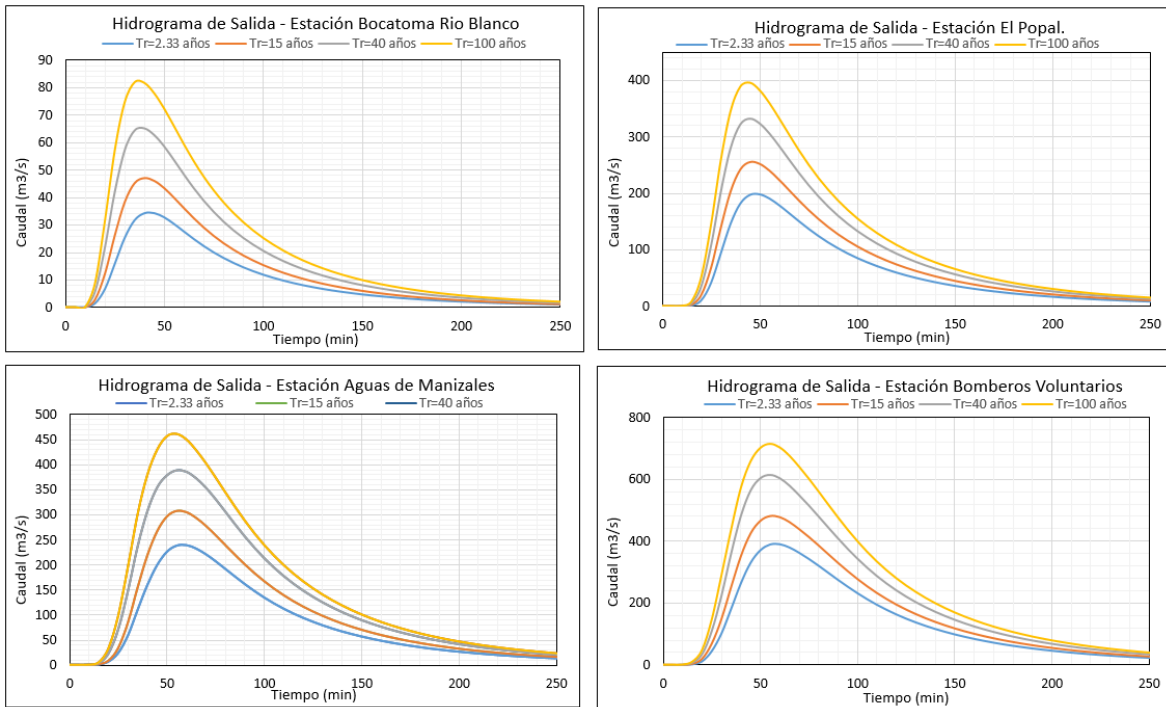 Hidrograma de Salida - Estación Bocatoma Rio Blanco
Tr=2.33 años Tr=15 años Tr=40 años Tr=100 años
90
80
70
60
50
40
30
20
10
0
Caudal (m3/s)
0 50 100 150 200 250
Tiempo (min)
Hidrograma de Salida - Estación El Popal.
Tr=2.33 años Tr=15 años Tr=40 años Tr=100 años
400
300
200
100
0
Caudal (m3/s)
0 50 100 150 200 250
Tiempo (min)
Hidrograma de Salida - Estación Aguas de Manizales
Tr=2.33 años Tr=15 años Tr=40 años
500
450
400
350
300
250
200
150
100
50
0
Caudal (m3/s)
0 50 100 150 200 250
Tiempo (min)
Hidrograma de Salida - Estación Bomberos Voluntarios
Tr=2.33 años Tr=15 años Tr=40 años Tr=100 años
800
600
400
200
0
Caudal (m3/s)
0 50 100 150 200 250
Tiempo (min)